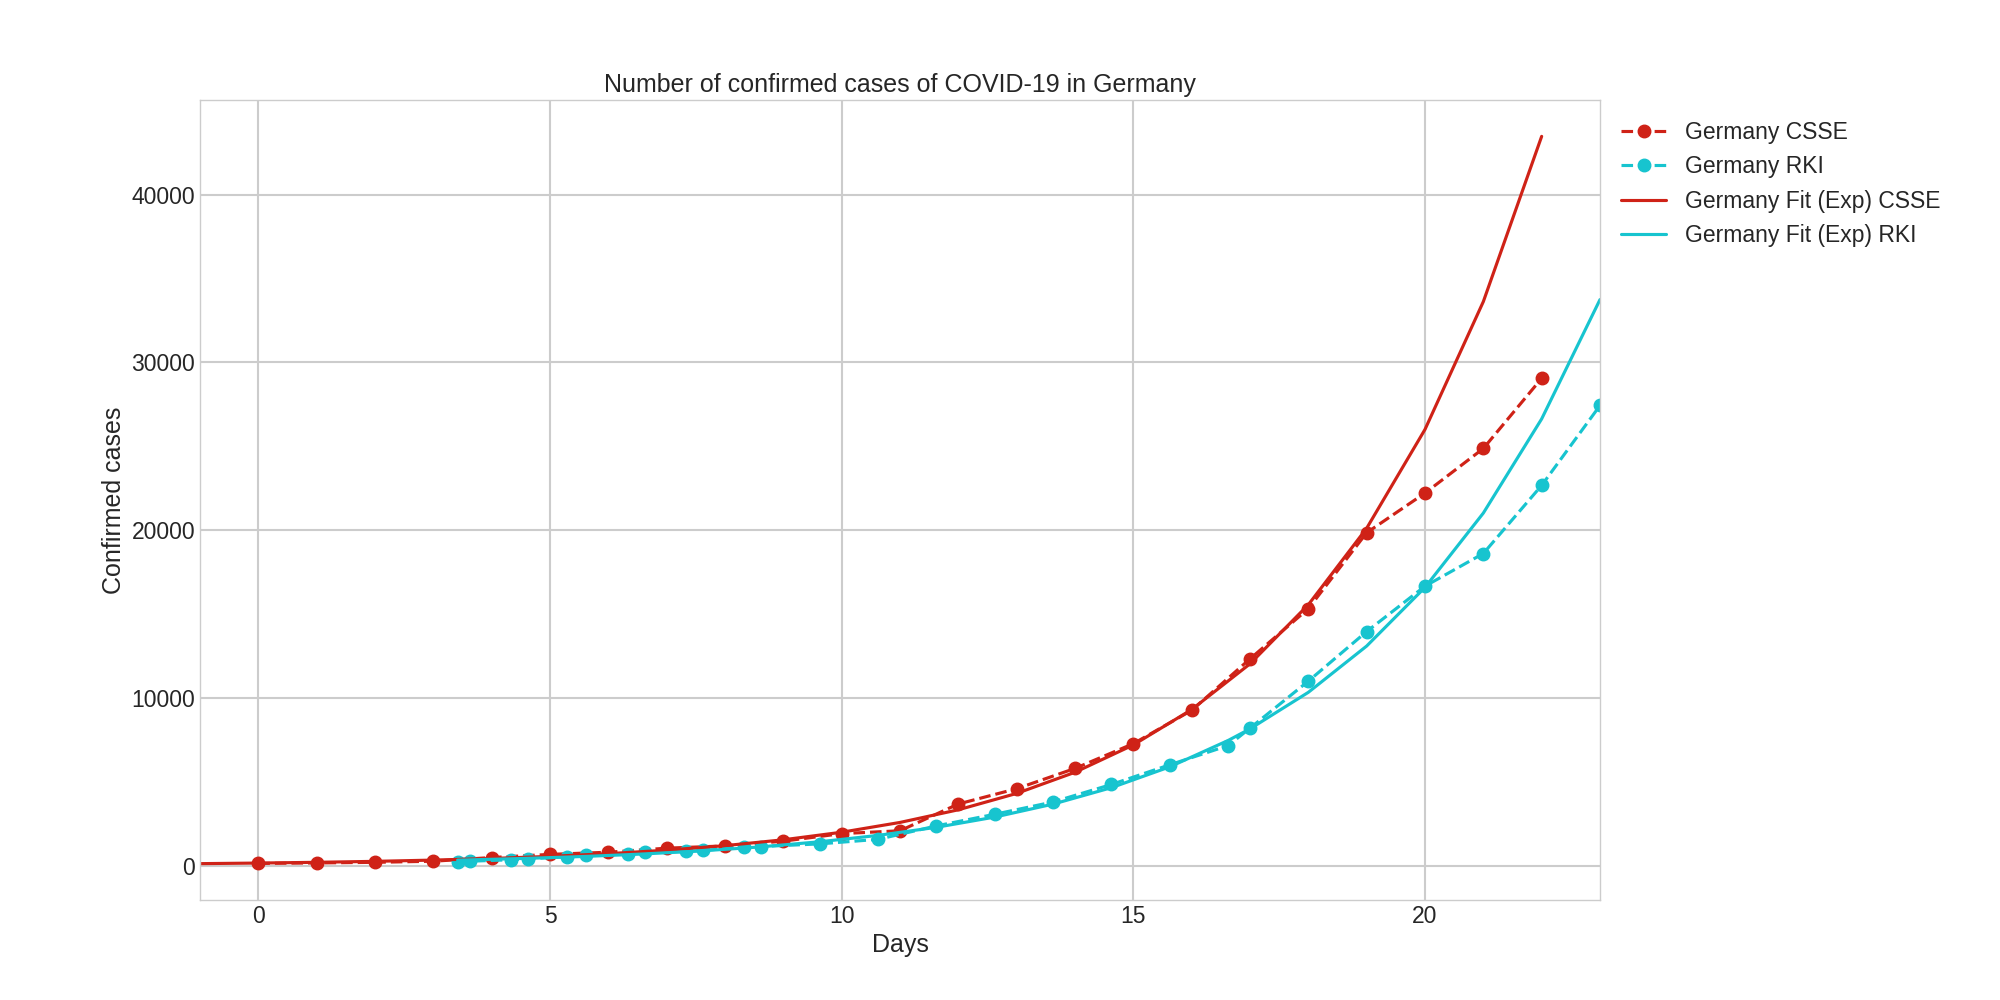 Number of confirmed cases of COVID-19 in Germany
Germany CSSE
Germany RKI
Germany Fit (Exp) CSSE
Germany Fit (Exp) RKI
40000
30000
20000
10000
0
Confirmed cases
0 5 10 15 20
Days